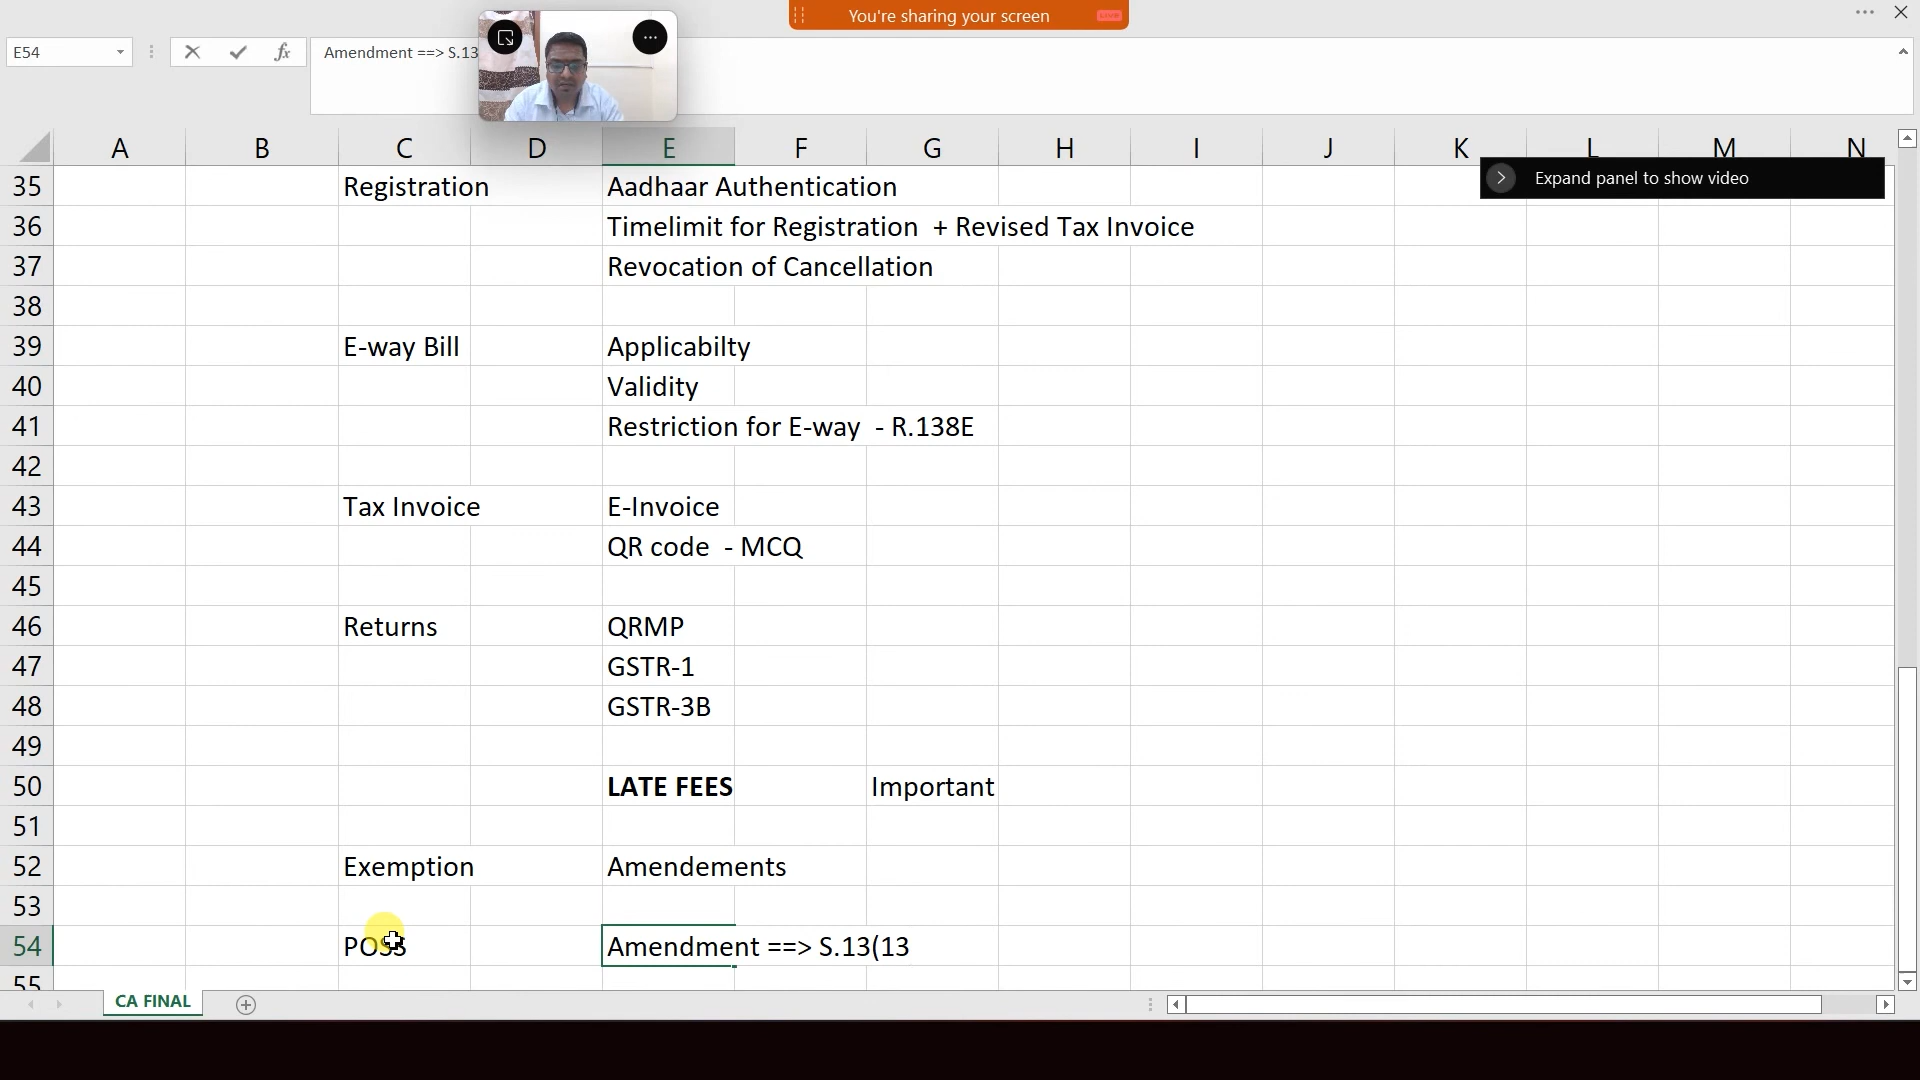 You're sharing your screen
Live
E54
fx
Amendment ==> S.13
A B C D E F G H I J K L M N
Expand panel to show video
35 Registration Aadhaar Authentication
36 Timelimit for Registration + Revised Tax Invoice
37 Revocation of Cancellation
38
39 E-way Bill Applicabilty
40 Validity
41 Restriction for E-way - R.138E
42
43 Tax Invoice E-Invoice
44 QR code - MCQ
45
46 Returns QRMP
47 GSTR-1
48 GSTR-3B
49
50 LATE FEES Important
51
52 Exemption Amendements
53
54 POSS Amendment ==> S.13(13
55
CA FINAL